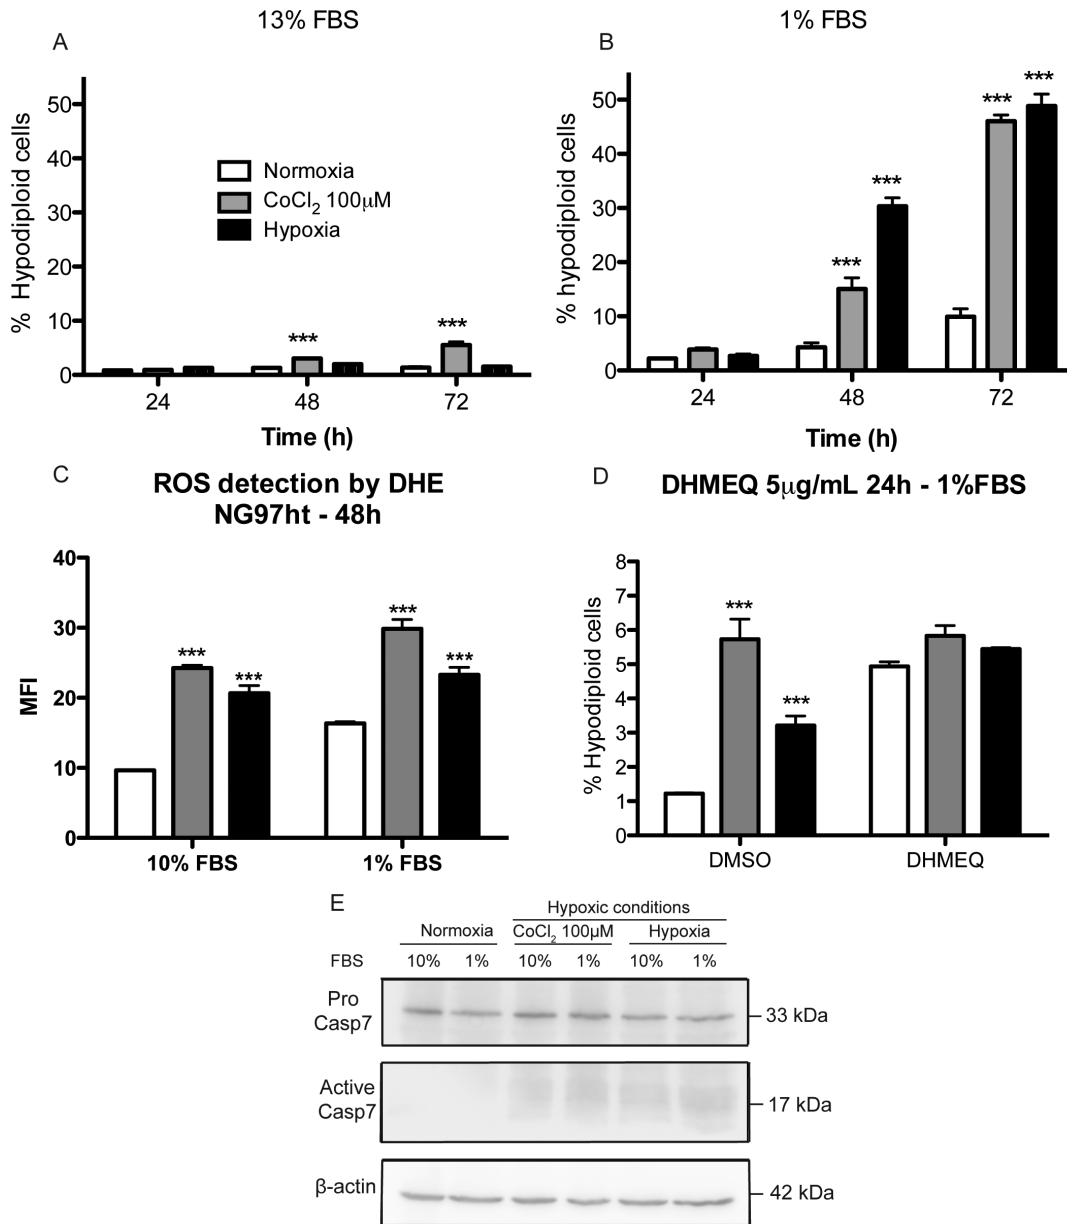 13% FBS
A
% Hypodiploid cells
50
40
30
20
10
0
Normoxia
CoCl2 100μM
Hypoxia
***
***
24
48
72
Time (h)
1% FBS
B
% hypodiploid cells
50
40
30
20
10
0
***
***
***
***
24
48
72
Time (h)
C
ROS detection by DHE
NG97ht - 48h
MFI
40
30
20
10
0
***
***
***
***
10% FBS
1% FBS
D
DHMEQ 5μg/mL 24h - 1%FBS
% Hypodiploid cells
8
7
6
5
4
3
2
1
0
***
***
DMSO
DHMEQ
E
Hypoxic conditions
Normoxia CoCl2 100μM Hypoxia
FBS 10% 1% 10% 1% 10% 1%
Pro
Casp7
33 kDa
Active
Casp7
17 kDa
β-actin
42 kDa